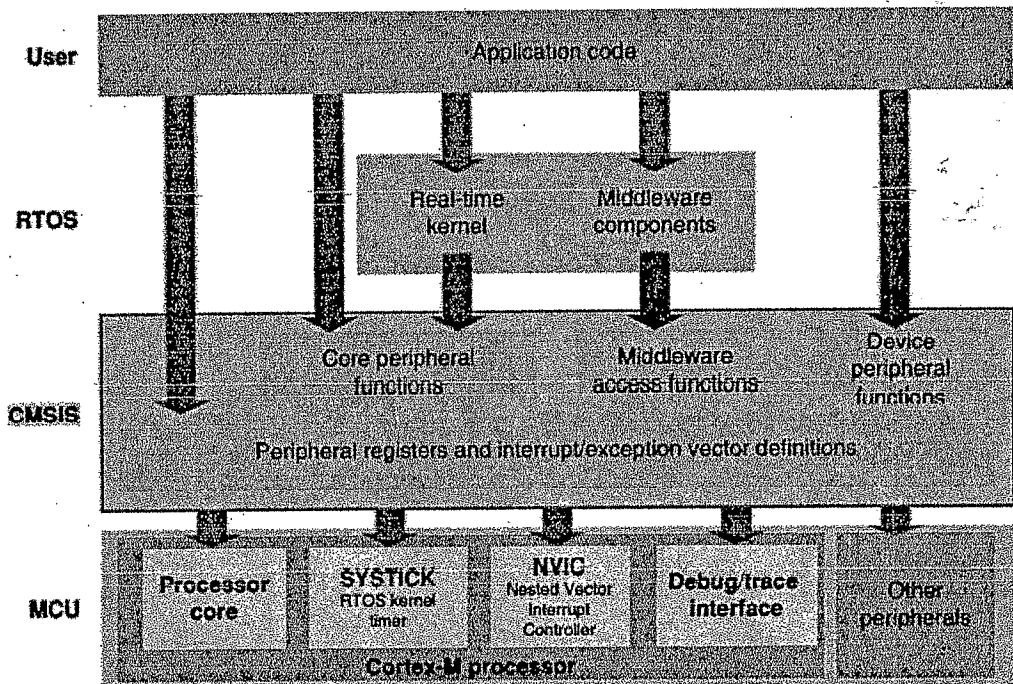 User
Application code
RTOS
Real-time
kernel
Middleware
components
CMSIS
Core peripheral
functions
Middleware
access functions
Device
peripheral
functions
Peripheral registers and interrupt/exception vector definitions
MCU
Processor
core
SYSTICK
RTOS kernel
timer
NVIC
Nested Vector
Interrupt
Controller
Debug/trace
interface
Other
peripherals
Cortex-M processor